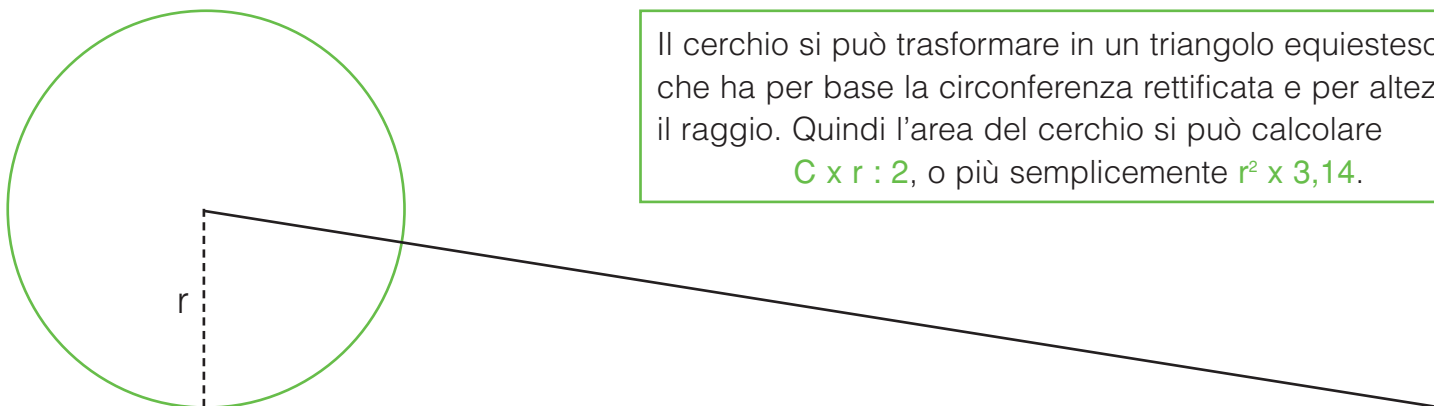 Il cerchio si può trasformare in un triangolo equiesteso
che ha per base la circonferenza rettificata e per altez
il raggio. Quindi l’area del cerchio si può calcolare
C x r : 2, o più semplicemente r² x 3,14.
r